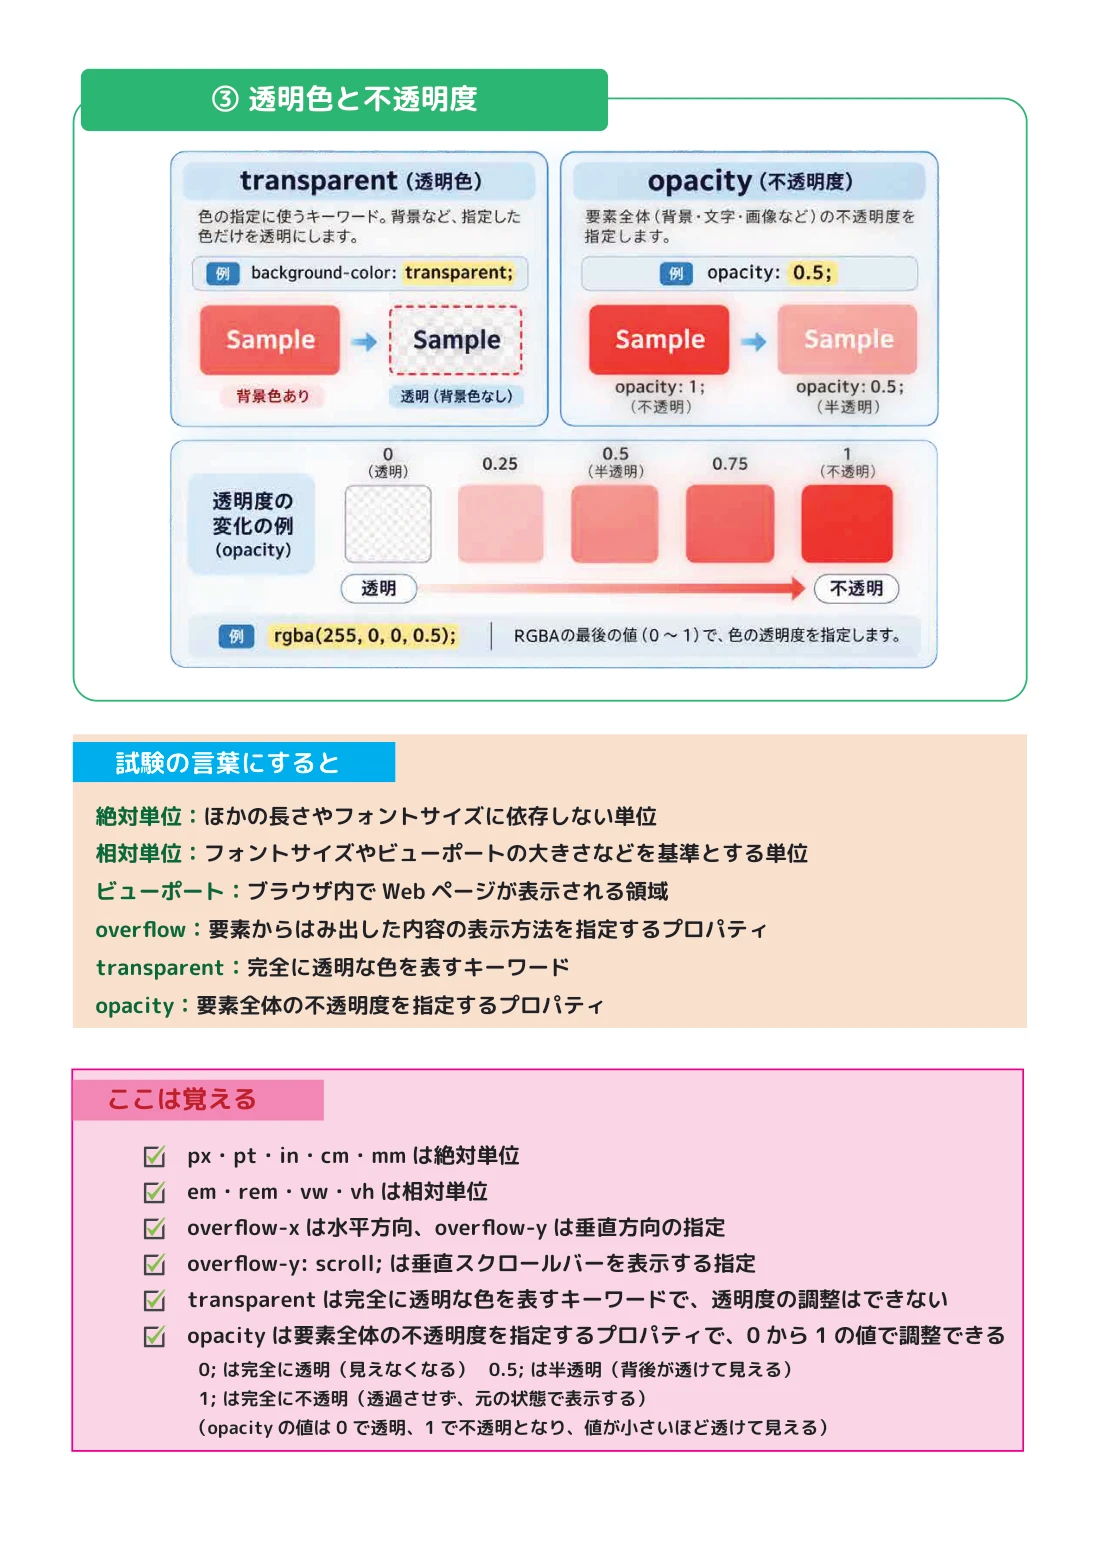 ③ 透明色と不透明度
transparent（透明色）
色の指定に使うキーワード。背景など、指定した
色だけを透明にします。
例 background-color: transparent;
Sample
Sample
背景色あり
透明（背景色なし）
opacity（不透明度）
要素全体（背景・文字・画像など）の不透明度を
指定します。
例 opacity: 0.5;
Sample
Sample
opacity: 1;
（不透明）
opacity: 0.5;
（半透明）
透明度の
変化の例
（opacity）
0
（透明）
0.25
0.5
（半透明）
0.75
1
（不透明）
透明
不透明
例 rgba(255, 0, 0, 0.5);
RGBAの最後の値（0 ～ 1）で、色の透明度を指定します。
試験の言葉にすると
絶対単位：ほかの長さやフォントサイズに依存しない単位
相対単位：フォントサイズやビューポートの大きさなどを基準とする単位
ビューポート：ブラウザ内で Web ページが表示される領域
overflow：要素からはみ出した内容の表示方法を指定するプロパティ
transparent：完全に透明な色を表すキーワード
opacity：要素全体の不透明度を指定するプロパティ
ここは覚える
px・pt・in・cm・mm は絶対単位
em・rem・vw・vh は相対単位
overflow-x は水平方向、overflow-y は垂直方向の指定
overflow-y: scroll; は垂直スクロールバーを表示する指定
transparent は完全に透明な色を表すキーワードで、透明度の調整はできない
opacity は要素全体の不透明度を指定するプロパティで、0 から 1 の値で調整できる
0; は完全に透明（見えなくなる） 0.5; は半透明（背後が透けて見える）
1; は完全に不透明（透過させず、元の状態で表示する）
（opacity の値は 0 で透明、1 で不透明となり、値が小さいほど透けて見える）